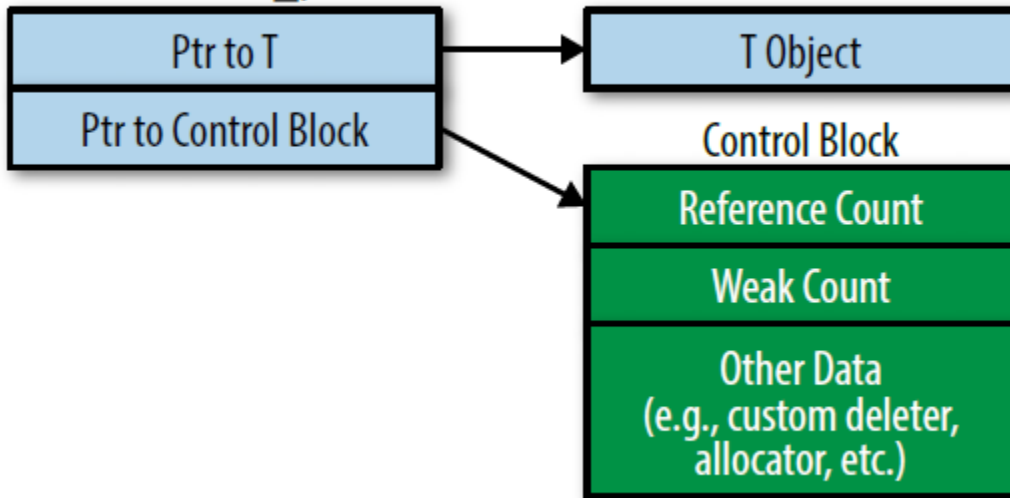 Ptr to T
T Object
Ptr to Control Block
Control Block
Reference Count
Weak Count
Other Data
(e.g., custom deleter,
allocator, etc.)